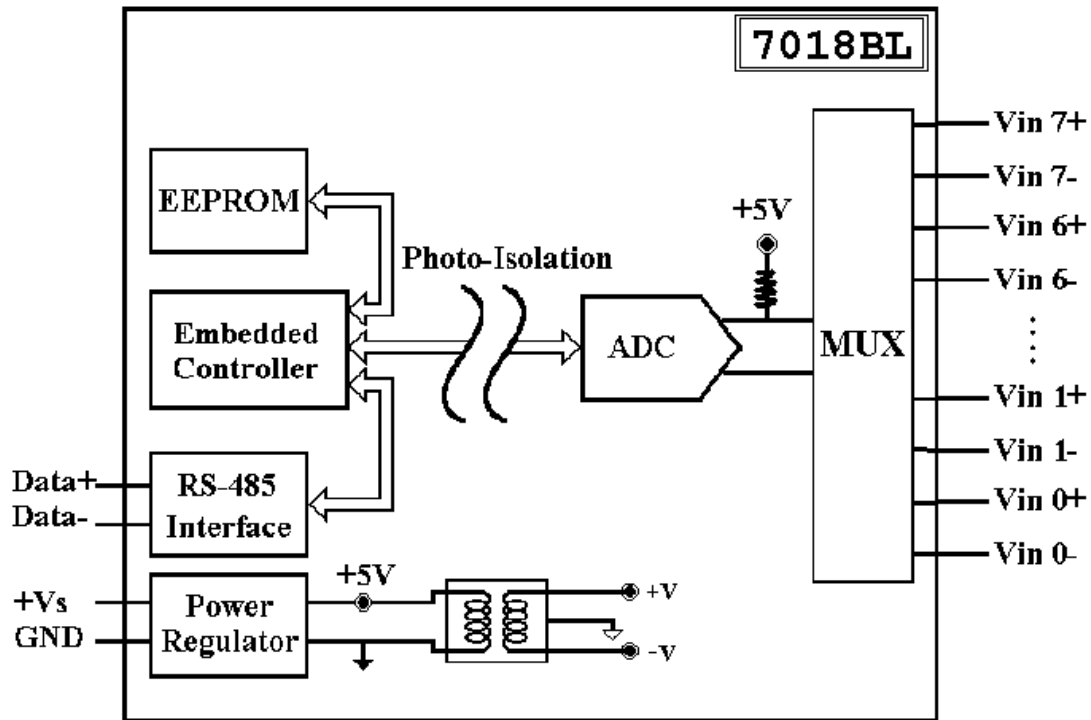 7018BL
EEPROM
Photo-Isolation
Embedded
Controller
ADC
+5V
MUX
Vin 7+
Vin 7-
Vin 6+
Vin 6-
Vin 1+
Vin 1-
Vin 0+
Vin 0-
Data+
Data-
RS-485
Interface
+Vs
GND
Power
Regulator
+5V
+V
-V